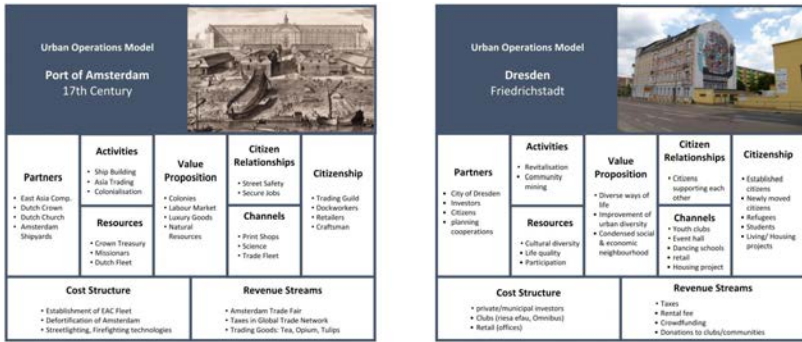 Urban Operations Model
Port of Amsterdam
17th Century
Partners
• East Asia Comp.
• Dutch Crown
• Dutch Church
• Amsterdam
Shipyards
Activities
• Ship Building
• Asia Trading
• Colonialisation
Resources
• Crown Treasury
• Missionars
• Dutch Fleet
Value
Proposition
• Colonies
• Labour Market
• Luxury Goods
• Natural
Resources
Citizen
Relationships
• Street Safety
• Secure Jobs
Channels
• Print Shops
• Science
• Trade Fleet
Citizenship
• Trading Guild
• Dockworkers
• Retailers
• Craftsman
Cost Structure
• Establishment of EAC Fleet
• Defortification of Amsterdam
• Streetlighting, Firefighting technologies
Revenue Streams
• Amsterdam Trade Fair
• Taxes in Global Trade Network
• Trading Goods: Tea, Opium, Tulips
Urban Operations Model
Dresden
Friedrichstadt
Partners
• City of Dresden
• Investors
• Citizens
• planning
cooperations
Activities
• Revitalisation
• Community
mining
Resources
• Cultural diversity
• Life quality
• Participation
Value
Proposition
• Diverse ways of
life
• Improvement of
urban diversity
• Condensed social
& economic
neighbourhood
Citizen
Relationships
• Citizens
supporting each
other
Channels
• Youth clubs
• Event hall
• Dancing schools
• retail
• Housing project
Citizenship
• Established
citizens
• Newly moved
citizens
• Refugees
• Students
• Living/ Housing
projects
Cost Structure
• private/municipal investors
• Clubs (riesa efau, Omnibus)
• Retail (offices)
Revenue Streams
• Taxes
• Rental fee
• Crowdfunding
• Donations to clubs/communities